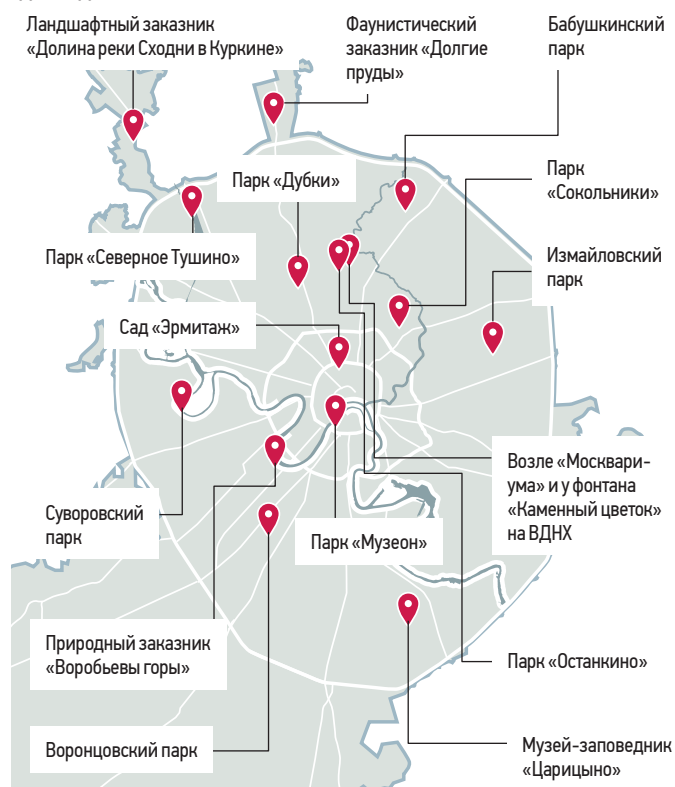 Ландшафтный заказник
«Долина реки Сходни в Куркине»
Фаунистический
заказник «Долгие
пруды»
Бабушкинский
парк
Парк «Дубки»
Парк
«Сокольники»
Парк «Северное Тушино»
Измайловский
парк
Сад «Эрмитаж»
Возле «Москвари-
ума» и у фонтана
«Каменный цветок»
на ВДНХ
Суворовский
парк
Парк «Музеон»
Природный заказник
«Воробьевы горы»
Парк «Останкино»
Воронцовский парк
Музей-заповедник
«Царицыно»